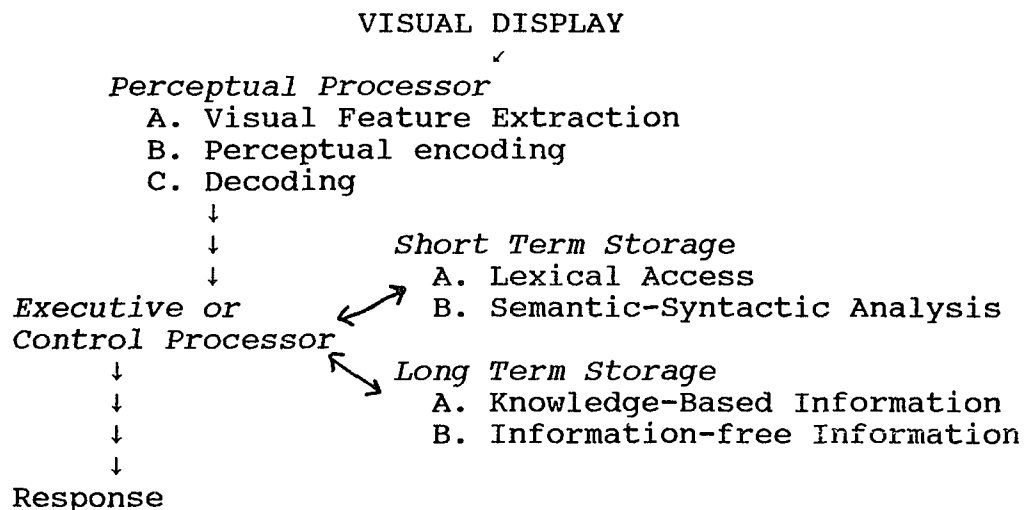 VISUAL DISPLAY
↙
Perceptual Processor
A. Visual Feature Extraction
B. Perceptual encoding
C. Decoding
↓
↓ Short Term Storage
↓ A. Lexical Access
Executive or B. Semantic-Syntactic Analysis
Control Processor
↓ Long Term Storage
↓ A. Knowledge-Based Information
↓ B. Information-free Information
↓
Response